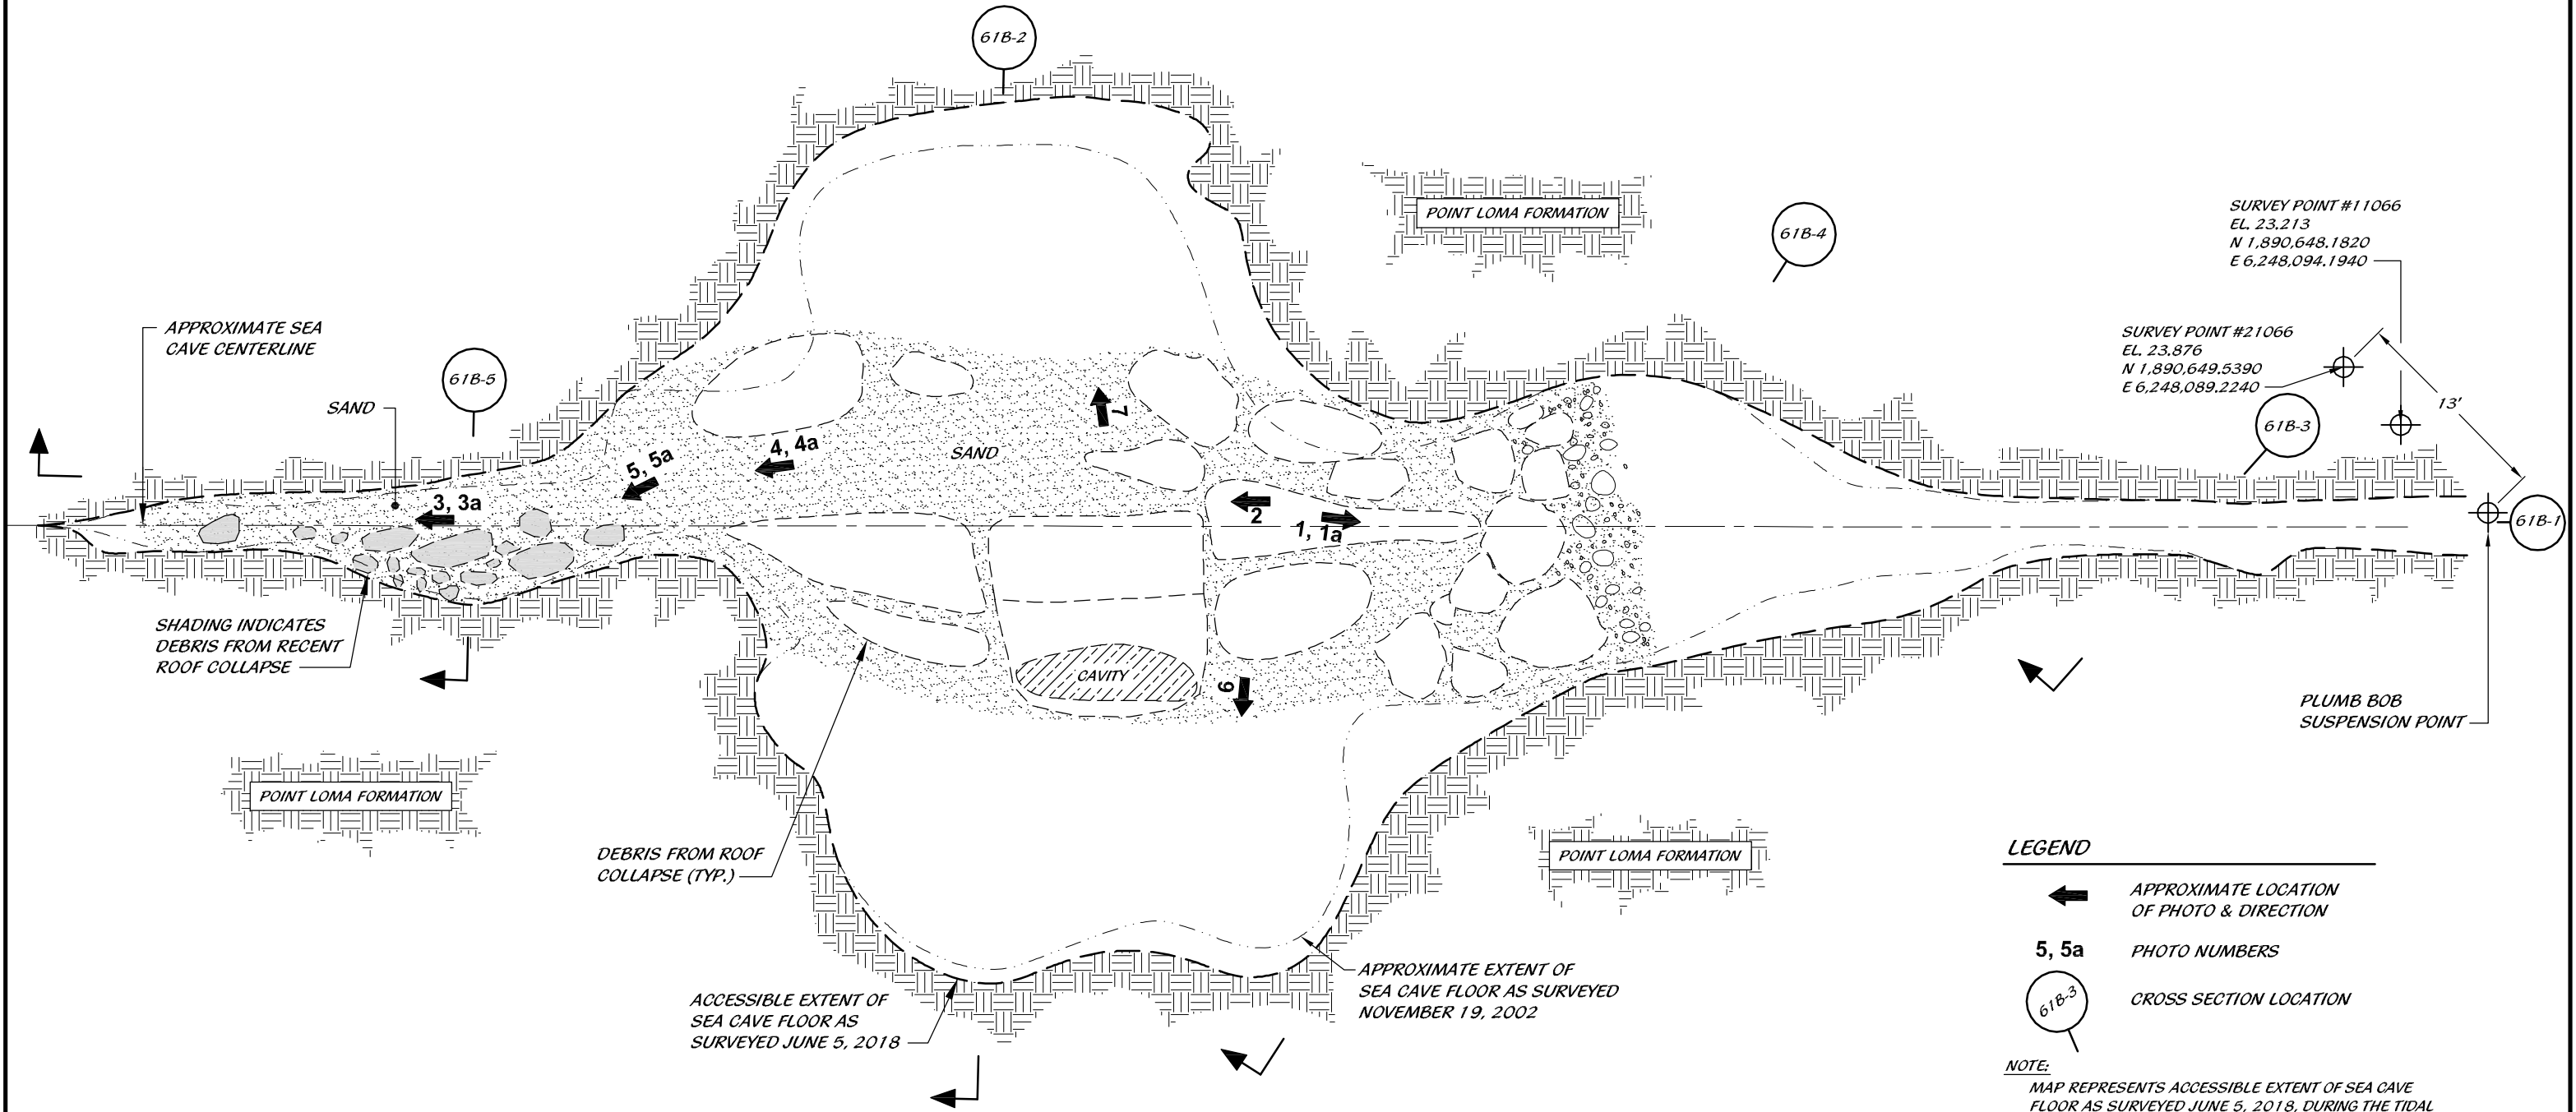 61B-2
POINT LOMA FORMATION
61B-4
SURVEY POINT #11066
EL. 23.213
N 1,890,648.1820
E 6,248,094.1940
SURVEY POINT #21066
EL. 23.876
N 1,890,649.5390
E 6,248,089.2240
13'
61B-3
61B-1
APPROXIMATE SEA
CAVE CENTERLINE
61B-5
SAND
7
4, 4a
SAND
5, 5a
3, 3a
2
1, 1a
SHADING INDICATES
DEBRIS FROM RECENT
ROOF COLLAPSE
CAVITY
6
PLUMB BOB
SUSPENSION POINT
POINT LOMA FORMATION
DEBRIS FROM ROOF
COLLAPSE (TYP.)
POINT LOMA FORMATION
ACCESSIBLE EXTENT OF
SEA CAVE FLOOR AS
SURVEYED JUNE 5, 2018
APPROXIMATE EXTENT OF
SEA CAVE FLOOR AS SURVEYED
NOVEMBER 19, 2002
LEGEND
APPROXIMATE LOCATION
OF PHOTO & DIRECTION
5, 5a
PHOTO NUMBERS
61B-3
CROSS SECTION LOCATION
NOTE:
MAP REPRESENTS ACCESSIBLE EXTENT OF SEA CAVE
FLOOR AS SURVEYED JUNE 5, 2018, DURING THE TIDAL